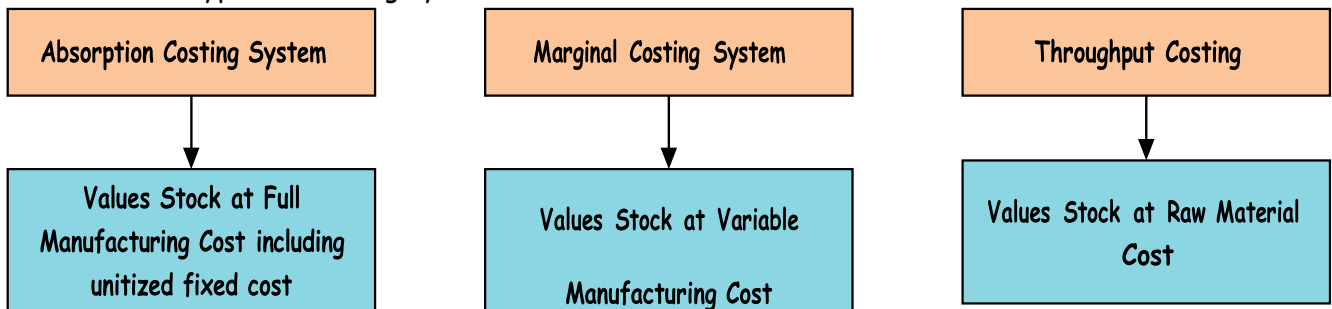 Absorption Costing System
Marginal Costing System
Throughput Costing
Values Stock at Full
Manufacturing Cost including
unitized fixed cost
Values Stock at Variable
Manufacturing Cost
Values Stock at Raw Material
Cost